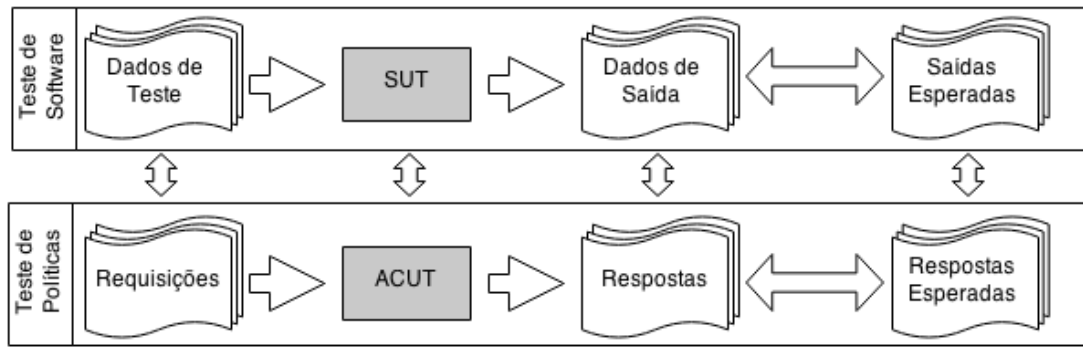 Teste de
Software
Dados de
Teste
SUT
Dados de
Saída
Saídas
Esperadas
Teste de
Políticas
Requisições
ACUT
Respostas
Respostas
Esperadas